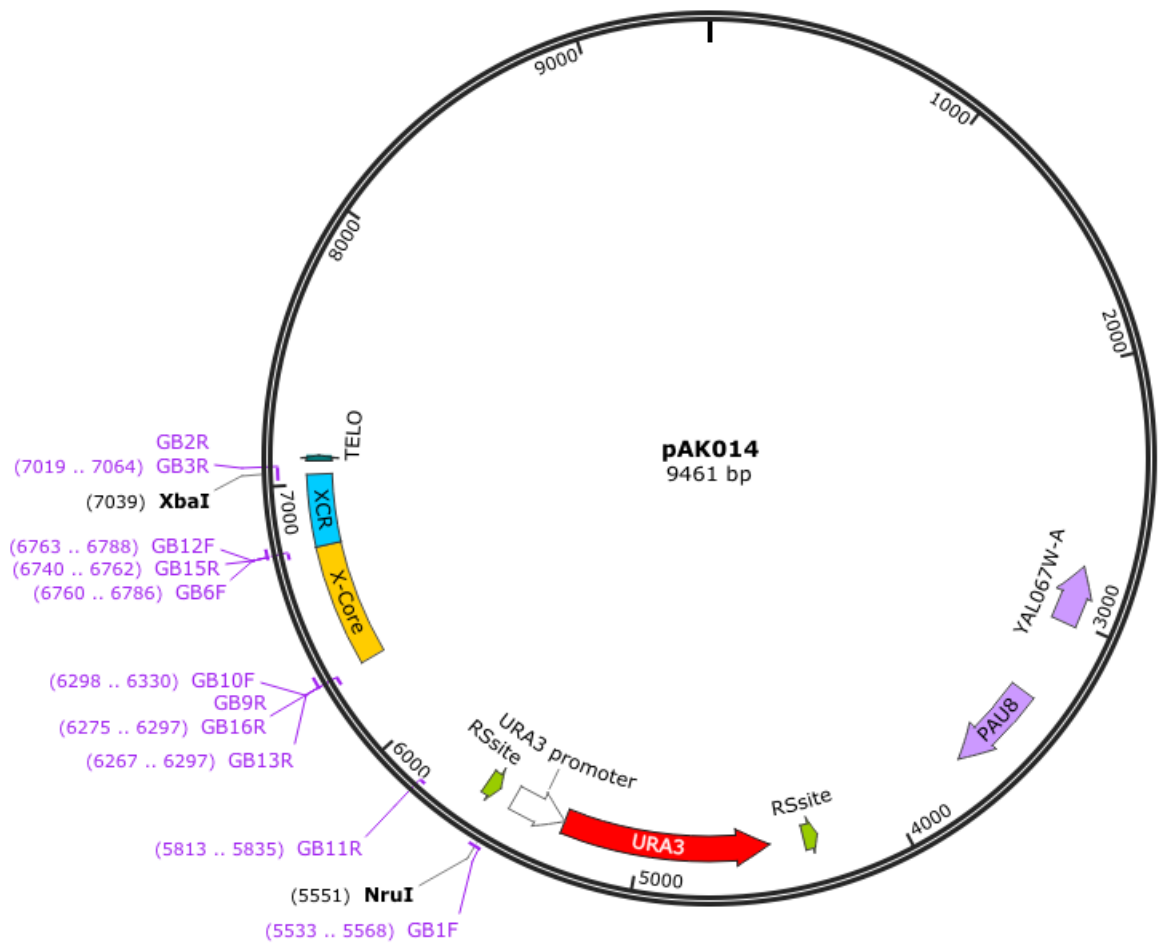 9000
1000
8000
2000
TELO
pAK014
9461 bp
GB2R
(7019 .. 7064) GB3R
(7039) XbaI
7000
XCR
(6763 .. 6788) GB12F
(6740 .. 6762) GB15R
(6760 .. 6786) GB6F
X-Core
YAL067W-A
3000
(6298 .. 6330) GB10F
GB9R
(6275 .. 6297) GB16R
(6267 .. 6297) GB13R
PAU8
6000
RSsite
URA3 promoter
RSsite
4000
URA3
(5813 .. 5835) GB11R
5000
(5551) NruI
(5533 .. 5568) GB1F